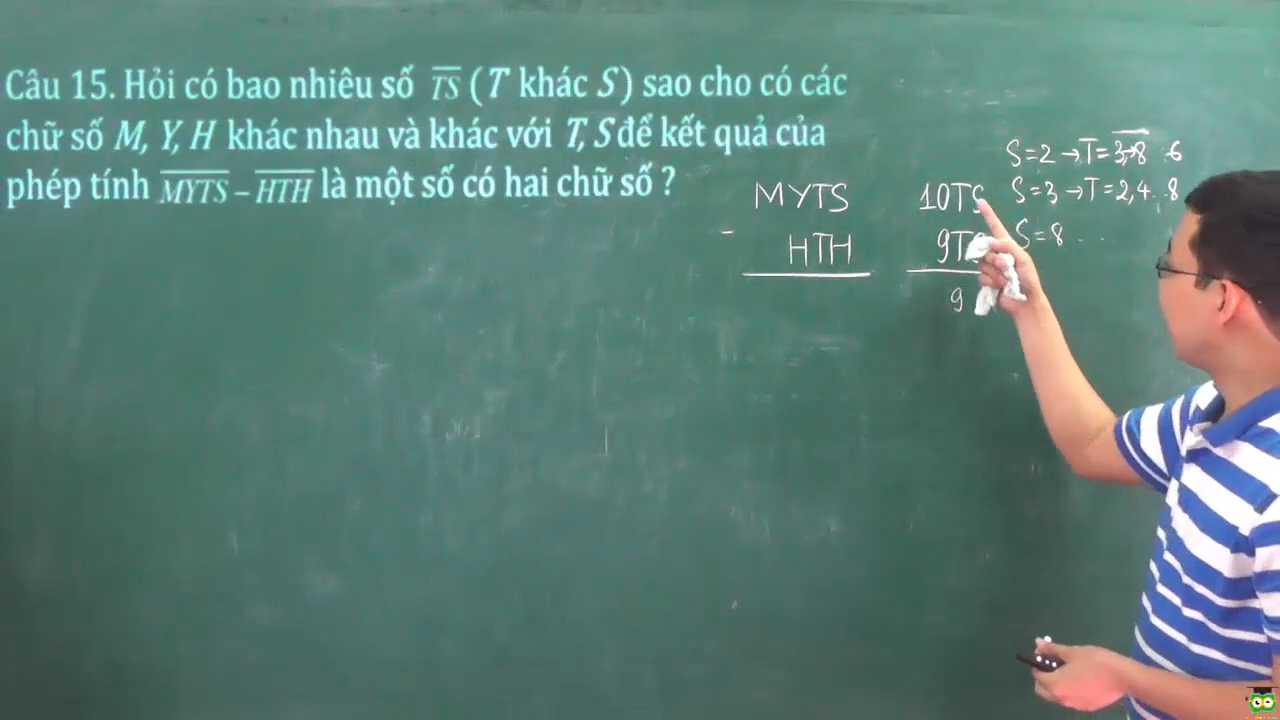 Câu 15. Hỏi có bao nhiêu số TS (T khác S) sao cho có các
chữ số M, Y, H khác nhau và khác với T, S để kết quả của
phép tính MYTS – HTH là một số có hai chữ số ?
MYTS
-
HTH
10TS
9T
9
S=2 → T=3→8 6
S=3 → T=2,4..8
S=8 ...